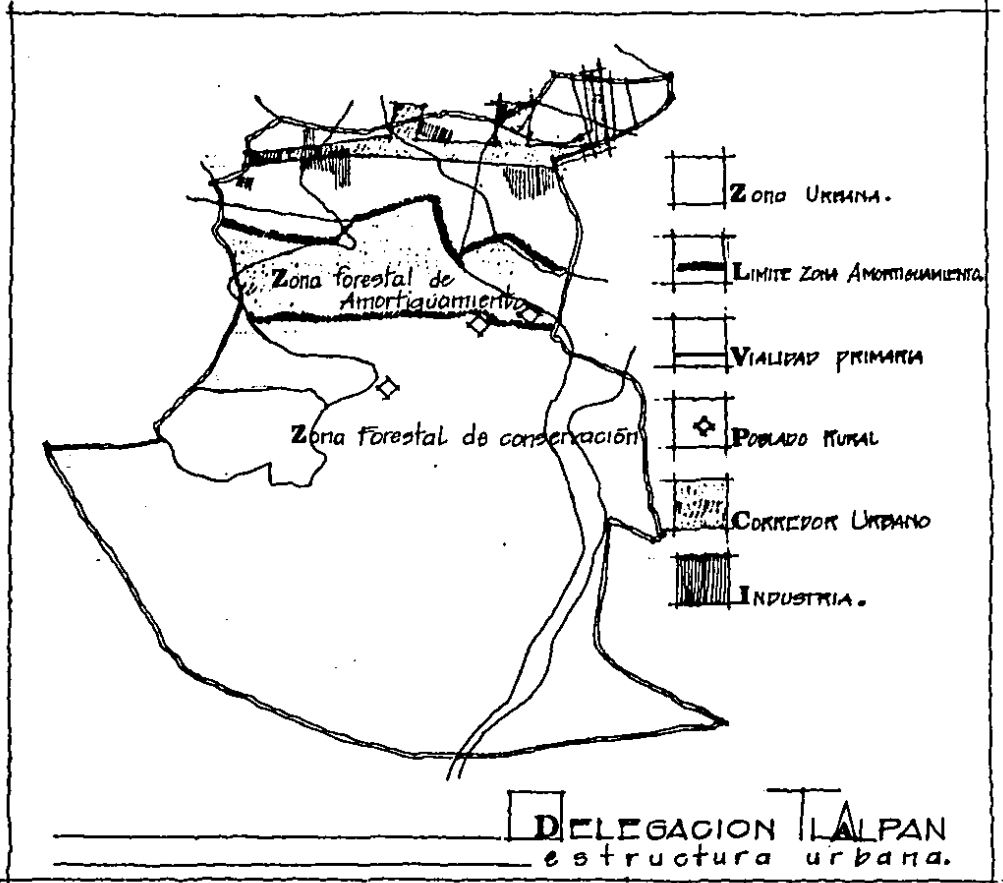 Zona Urbana.
Limite zona Amortiguamiento
Zona forestal de
Amortiguamiento
Vialidad primaria
Zona Forestal de conservación
Poblado Rural
Corredor Urbano
Industria.
Delegacion Tlalpan
estructura urbana.